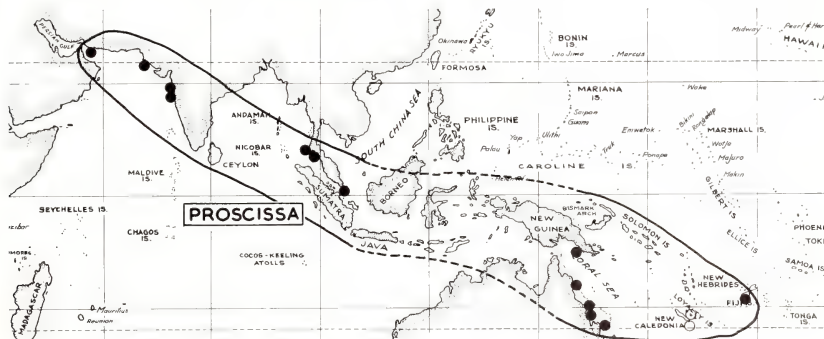 PERSIAN GULF
Okinawa
RYUKYU IS.
BONIN IS.
Iwo Jima
Marcus
Midway
HAWAII
FORMOSA
MARIANA IS.
Saipan
Guam
Wake
ANDAMAN IS.
SOUTH CHINA SEA
PHILIPPINE IS.
Yap
Ulithi
Palau
Truk
Ponape
Eniwetok
Bikini
MARSHALL IS.
Wotje
Majuro
Makin
NICOBAR IS.
CEYLON
CAROLINE IS.
MALDIVE IS.
GILBERT IS.
SEYCHELLES IS.
PROSCISSA
SUMATRA
BORNEO
BISMARK ARCH.
NEW GUINEA
SOLOMON IS
ELLICE IS
CHAGOS IS.
JAVA
COCOS-KEELING ATOLLS
CORAL SEA
SAMOA IS.
NEW HEBRIDES
FIJI
MADAGASCAR
Mauritius
Reunion
LOYALTY IS
NEW CALEDONIA
TONGA IS.